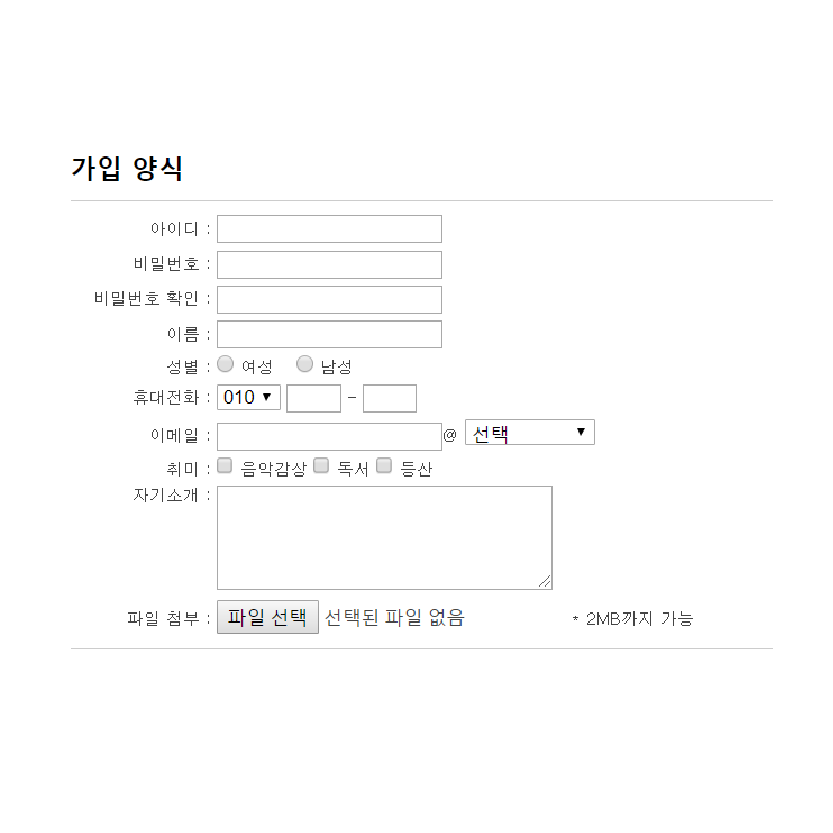 가입 양식
아이디 :
비밀번호 :
비밀번호 확인 :
이름 :
성별 : 여성 남성
휴대전화 : 010 -
이메일 : @ 선택
취미 : 음악감상 독서 등산
자기소개 :
파일 첨부 : 파일 선택 선택된 파일 없음 * 2MB까지 가능